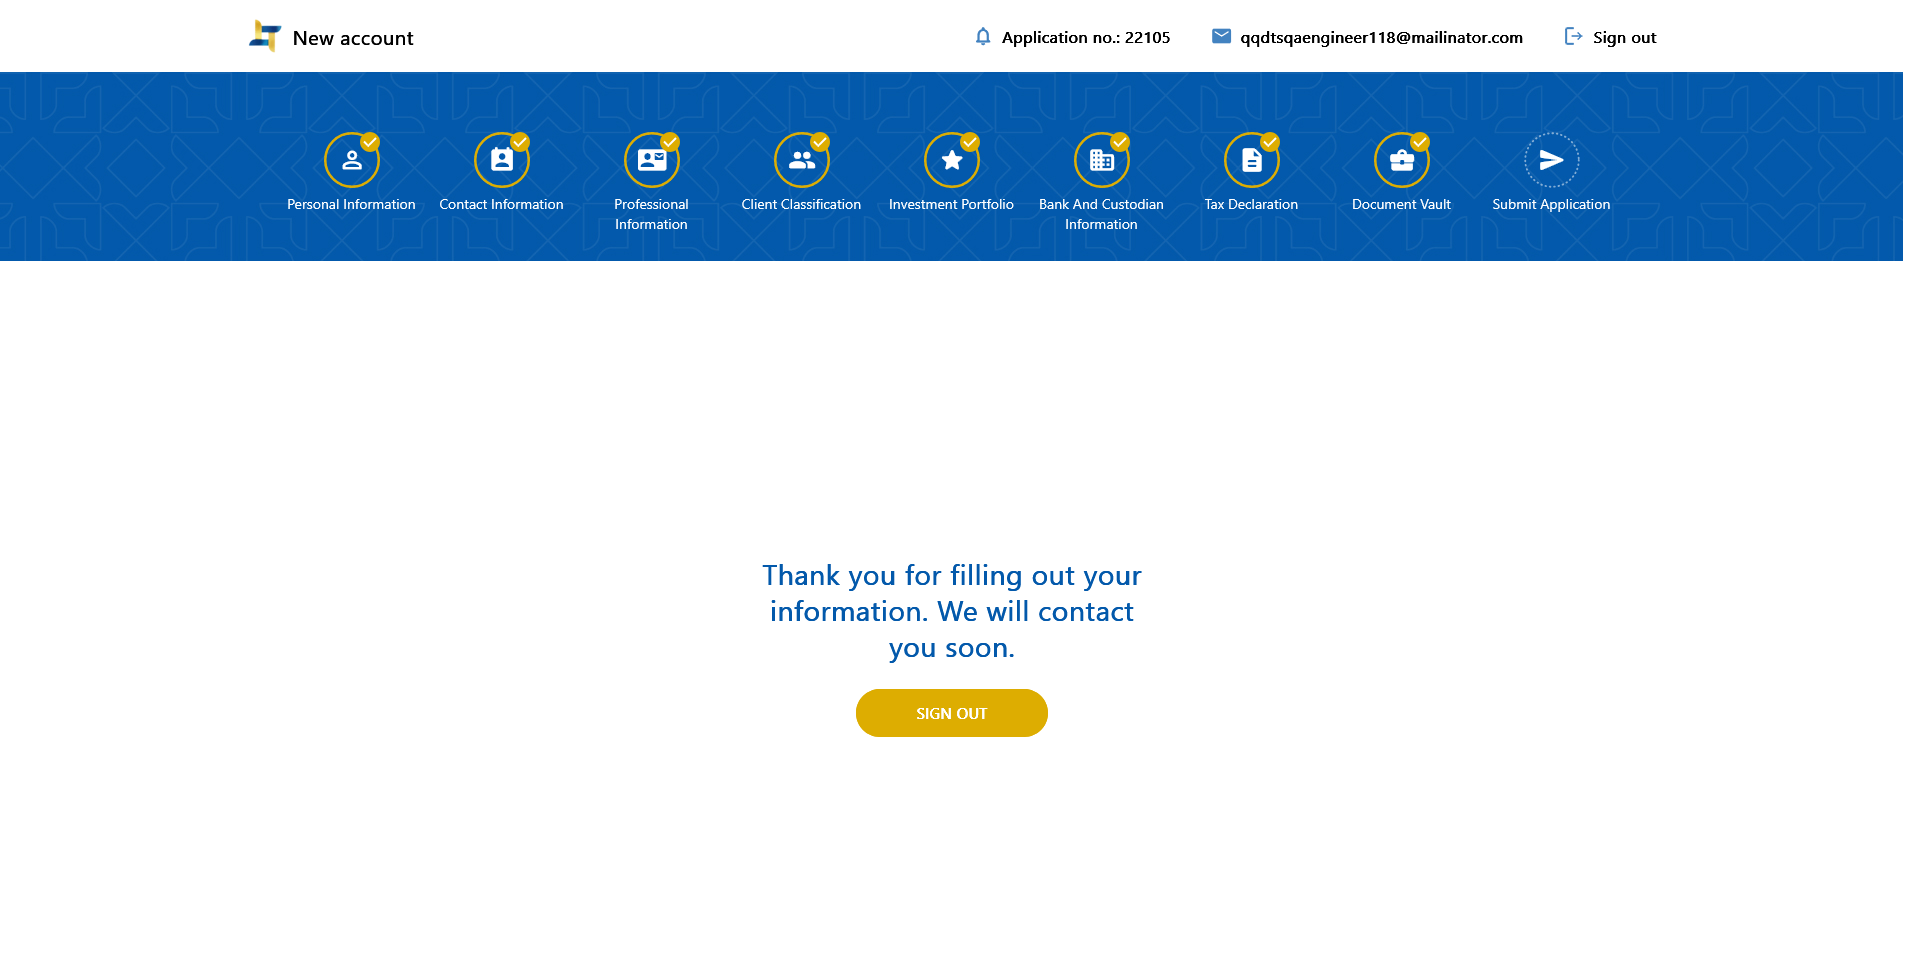 New account
Application no.: 22105
qqdtsqaengineer118@mailinator.com
Sign out
Personal Information
Contact Information
Professional
Information
Client Classification
Investment Portfolio
Bank And Custodian
Information
Tax Declaration
Document Vault
Submit Application
Thank you for filling out your
information. We will contact
you soon.
SIGN OUT